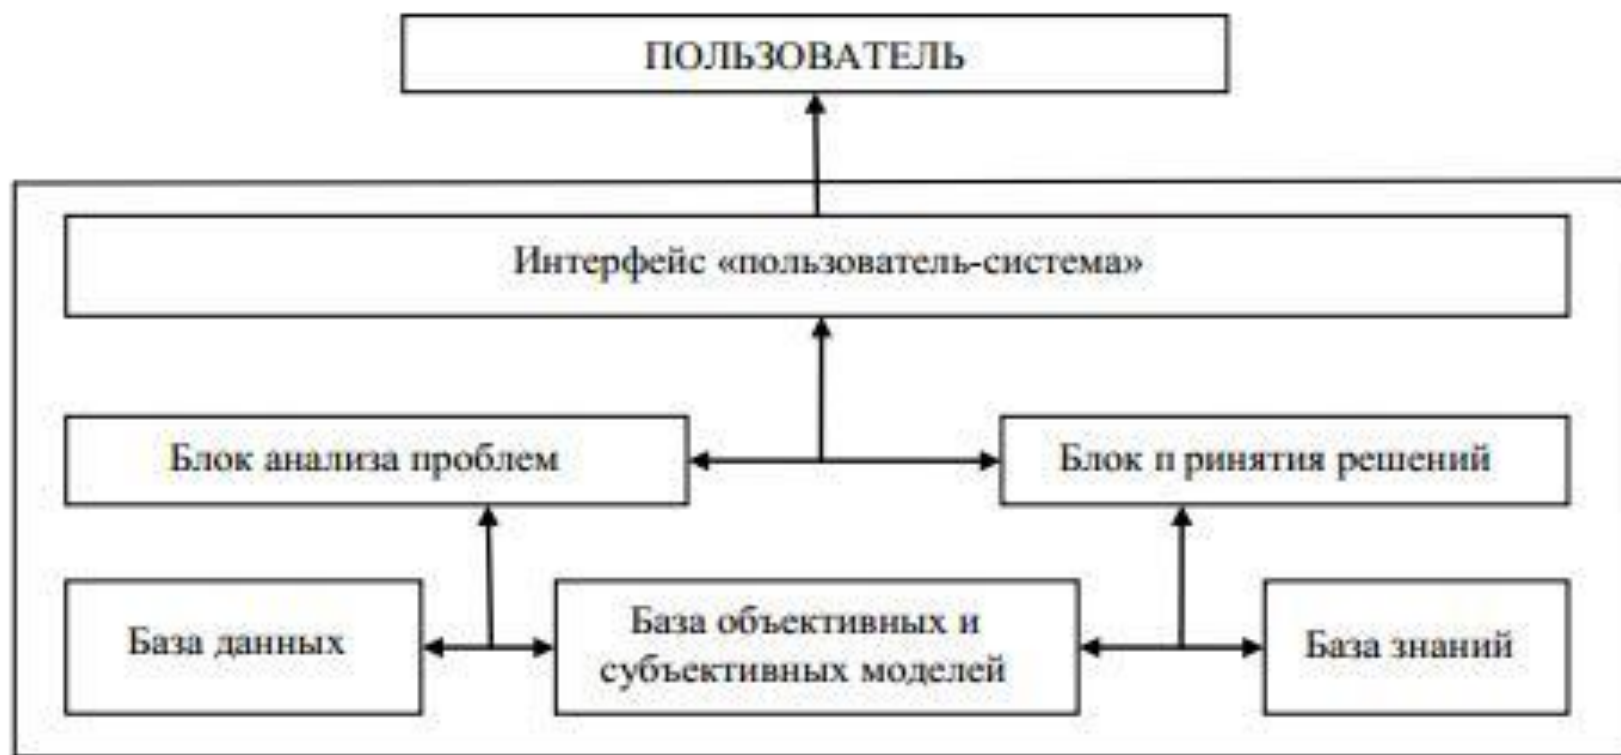 ПОЛЬЗОВАТЕЛЬ
Интерфейс «пользователь-система»
Блок анализа проблем
Блок п ринятия решений
База данных
База объективных и
субъективных моделей
База знаний